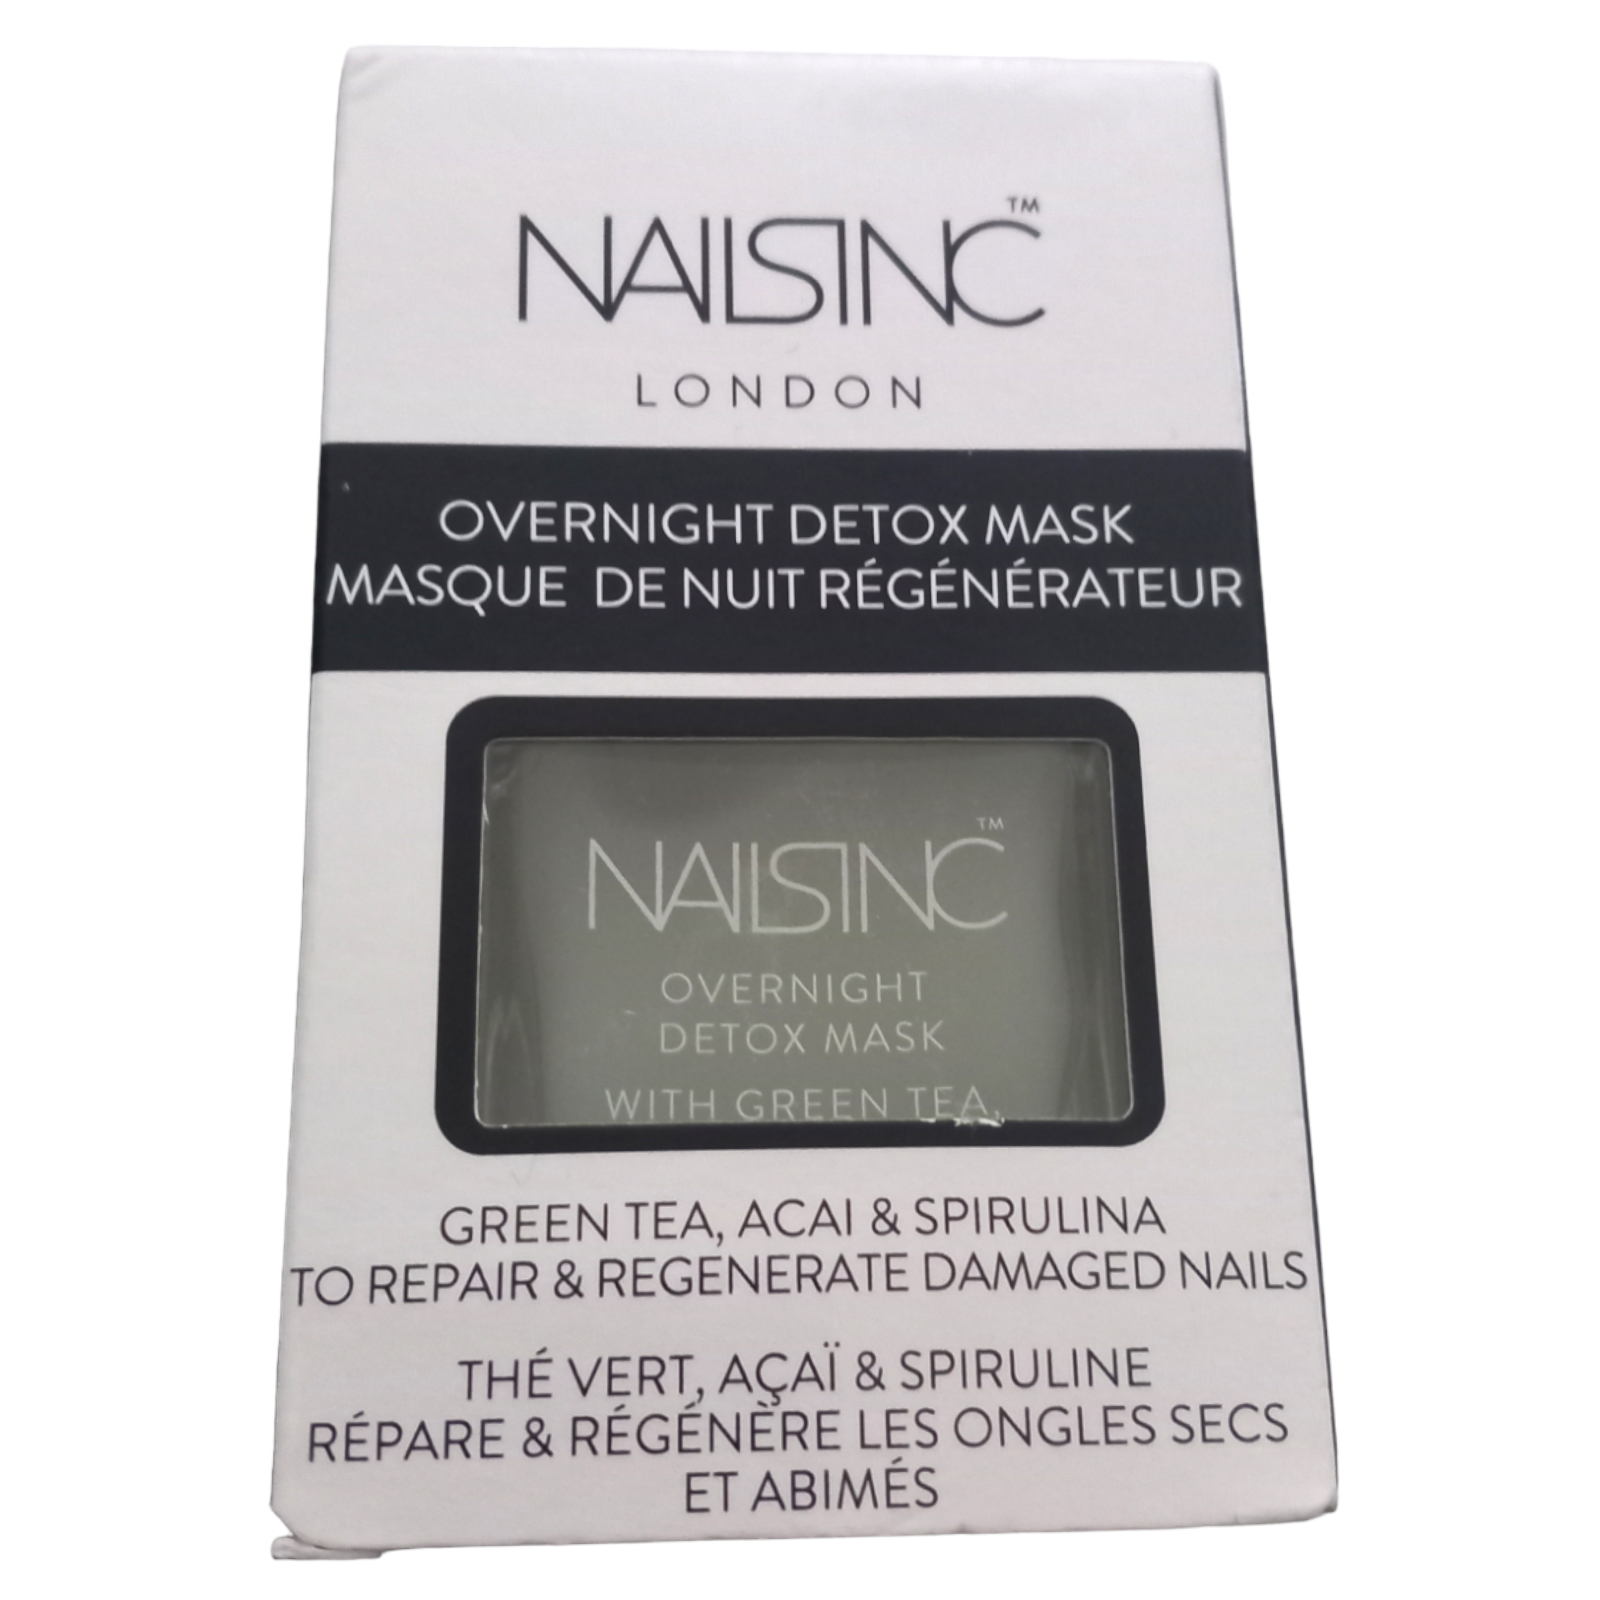 NAILSINC™
LONDON
OVERNIGHT DETOX MASK
MASQUE DE NUIT RÉGÉNÉRATEUR
NAILSINC™
OVERNIGHT
DETOX MASK
WITH GREEN TEA,
GREEN TEA, ACAI & SPIRULINA
TO REPAIR & REGENERATE DAMAGED NAILS
THÉ VERT, AÇAÏ & SPIRULINE
RÉPARE & RÉGÉNÈRE LES ONGLES SECS
ET ABIMÉS